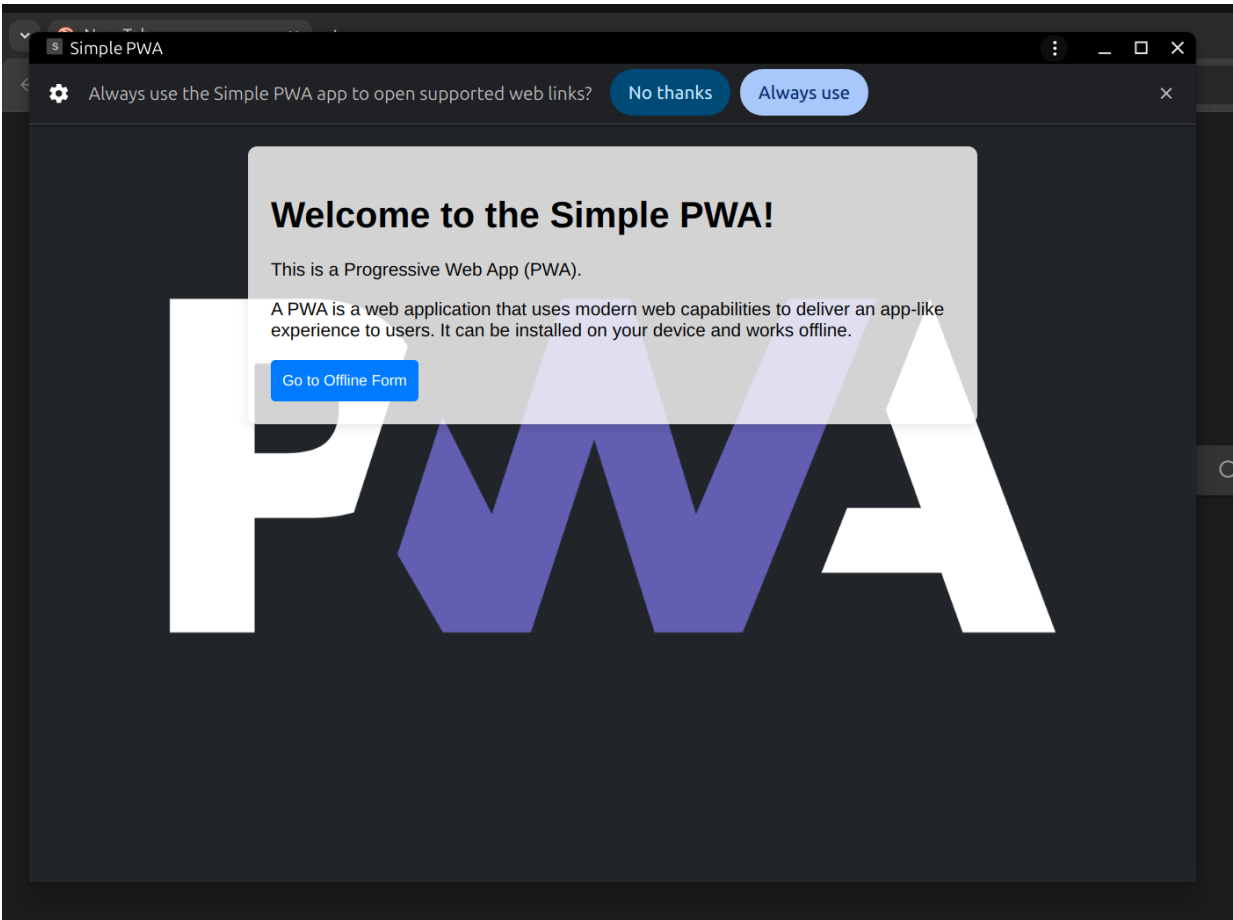 New Tab
S Simple PWA
Always use the Simple PWA app to open supported web links? No thanks Always use
Welcome to the Simple PWA!
This is a Progressive Web App (PWA).
A PWA is a web application that uses modern web capabilities to deliver an app-like
experience to users. It can be installed on your device and works offline.
Go to Offline Form
PWA